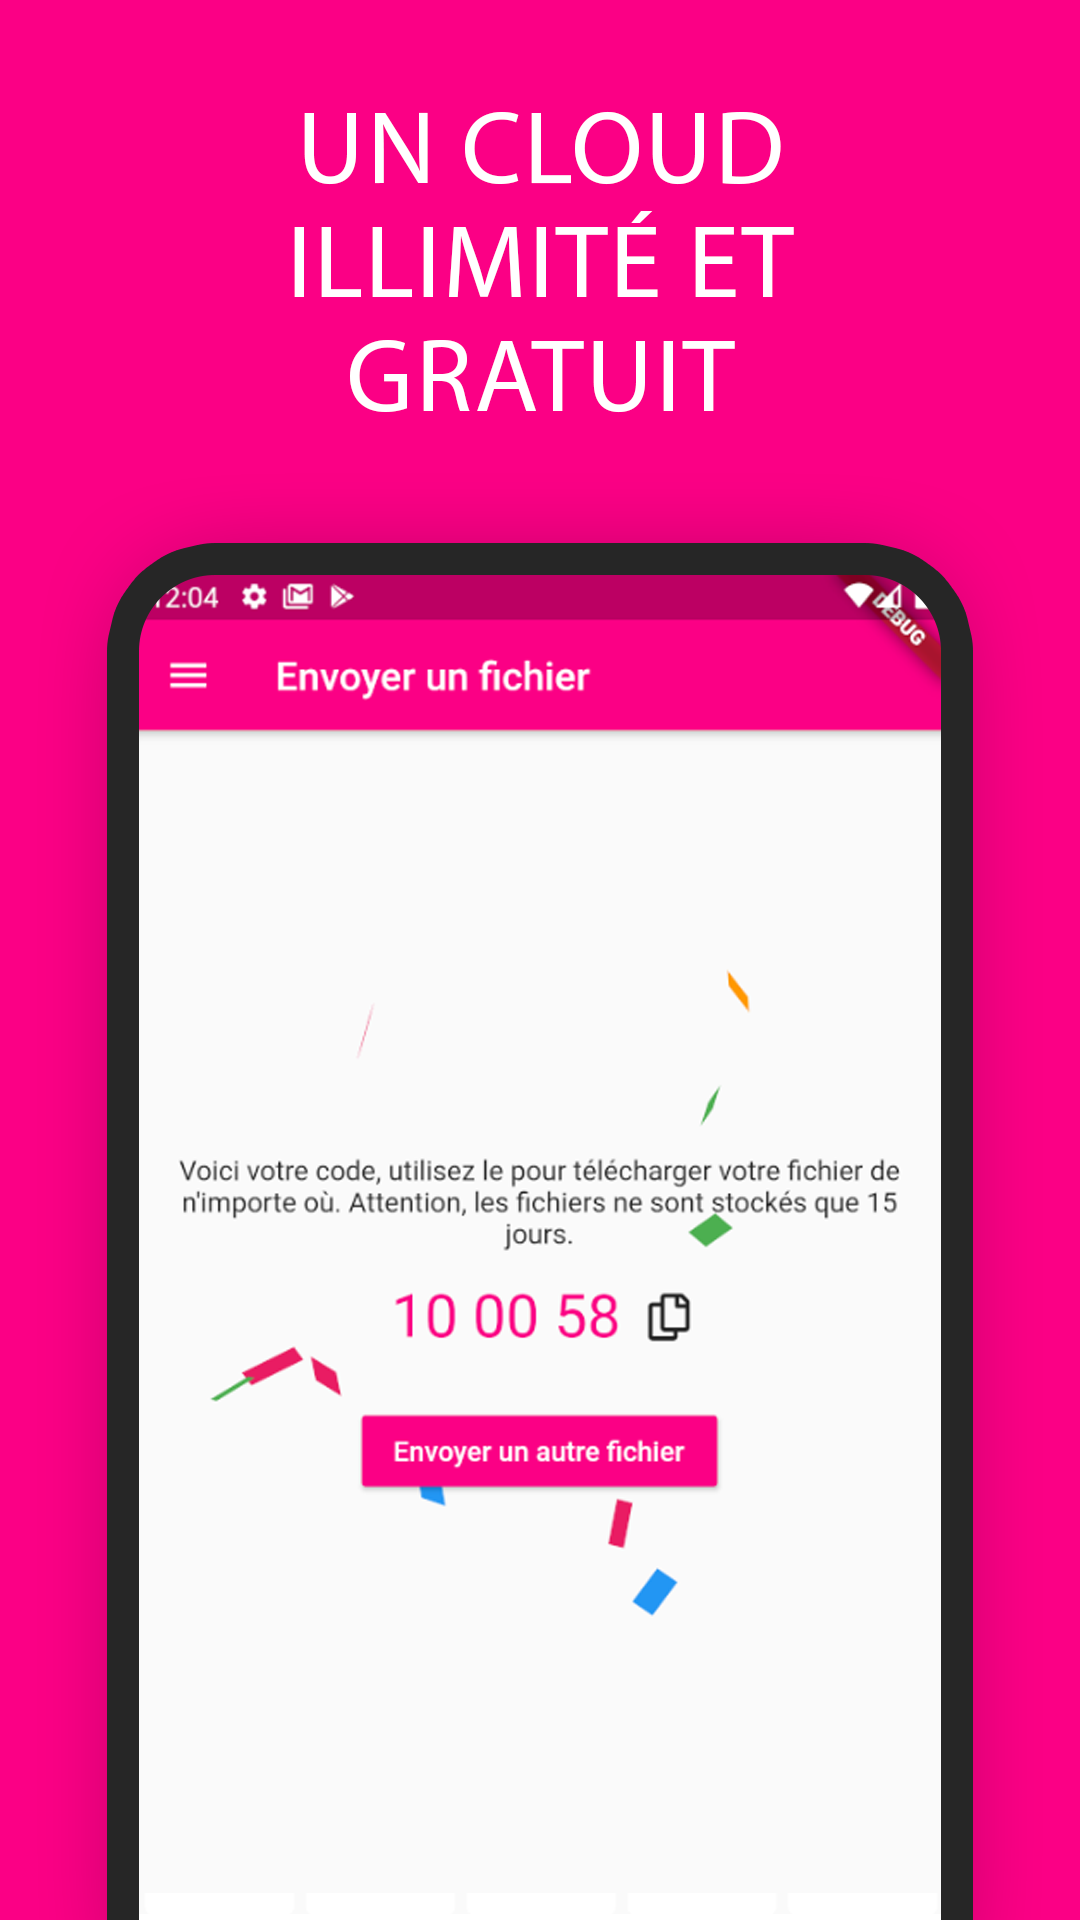 UN CLOUD
ILLIMITÉ ET
GRATUIT
12:04
DEBUG
Envoyer un fichier
Voici votre code, utilisez le pour télécharger votre fichier de
n'importe où. Attention, les fichiers ne sont stockés que 15
jours.
10 00 58
Envoyer un autre fichier